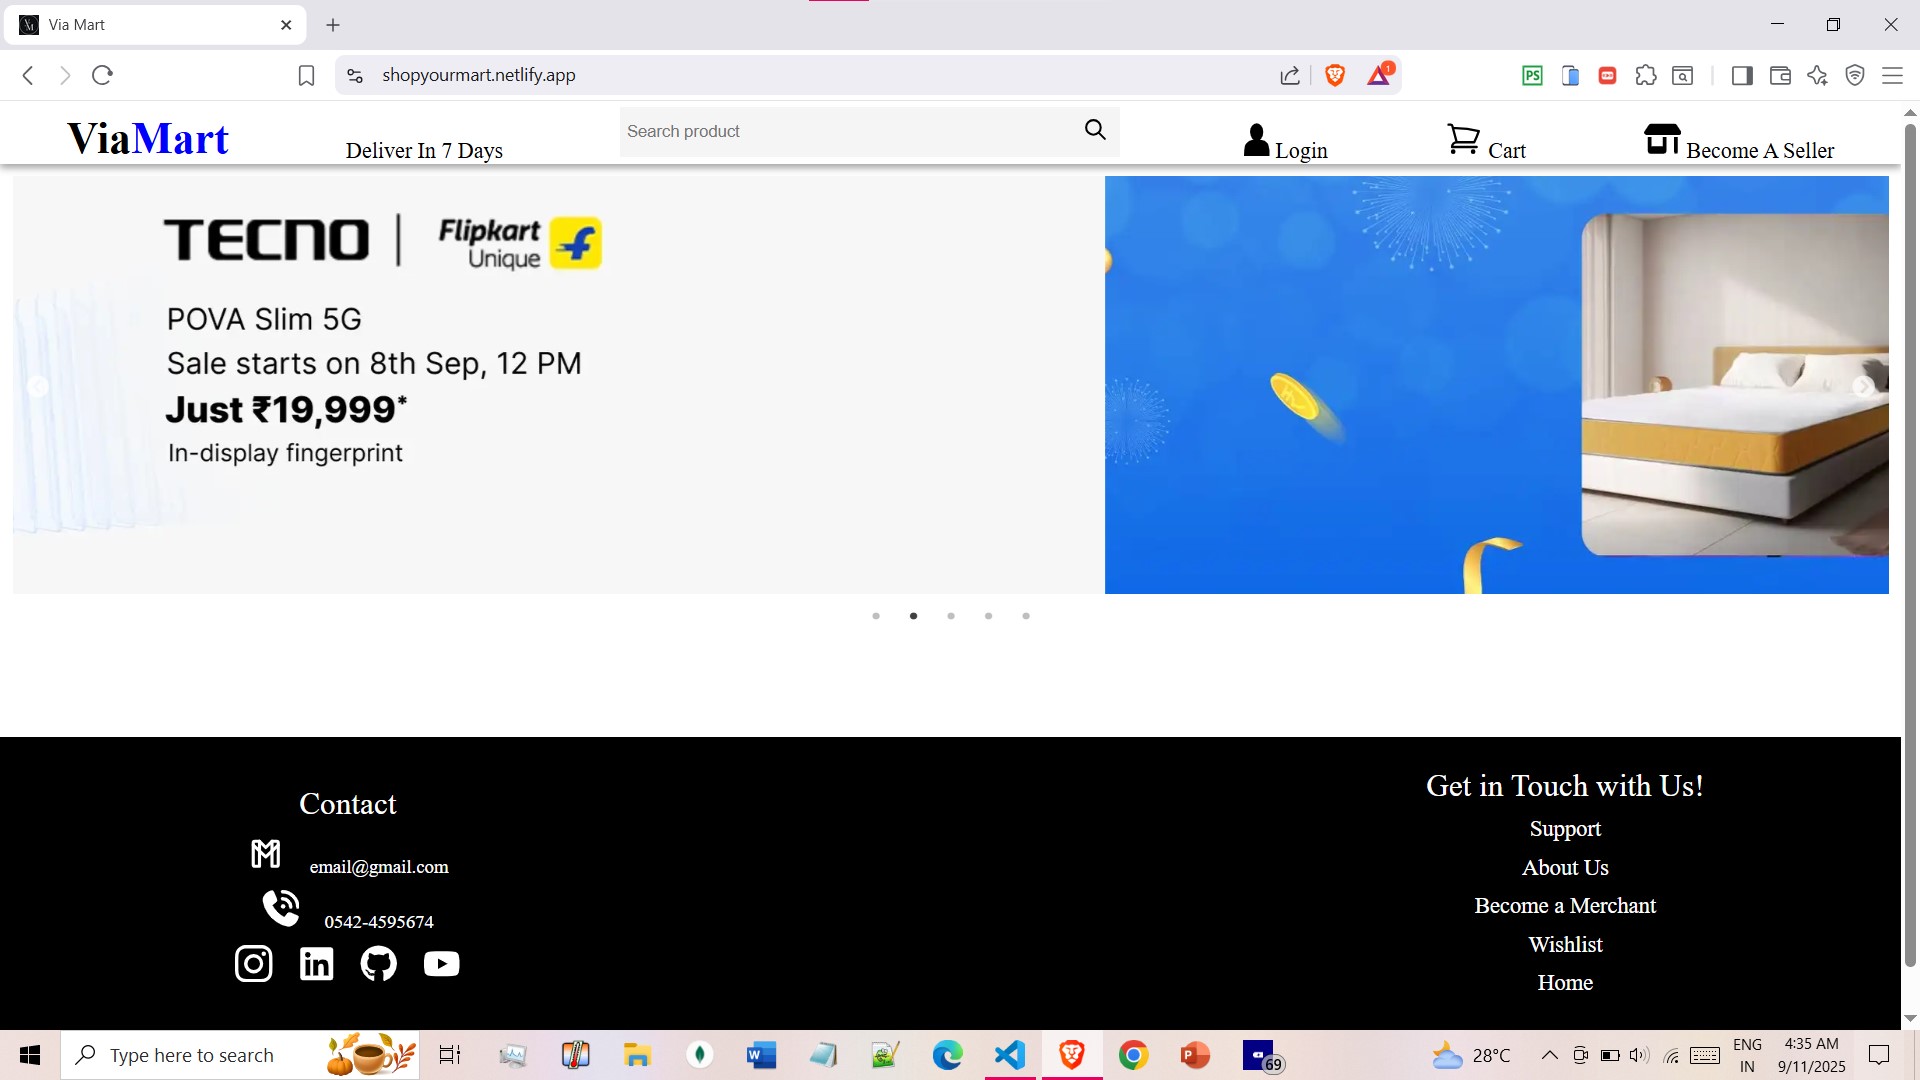 Via Mart
shopyourmart.netlify.app
1
PS
ViaMart
Deliver In 7 Days
Search product
Login
Cart
Become A Seller
TECNO | Flipkart Unique
POVA Slim 5G
Sale starts on 8th Sep, 12 PM
Just ₹19,999*
In-display fingerprint
Contact
email@gmail.com
0542-4595674
Get in Touch with Us!
Support
About Us
Become a Merchant
Wishlist
Home
Type here to search
69
28°C
ENG
IN
4:35 AM
9/11/2025